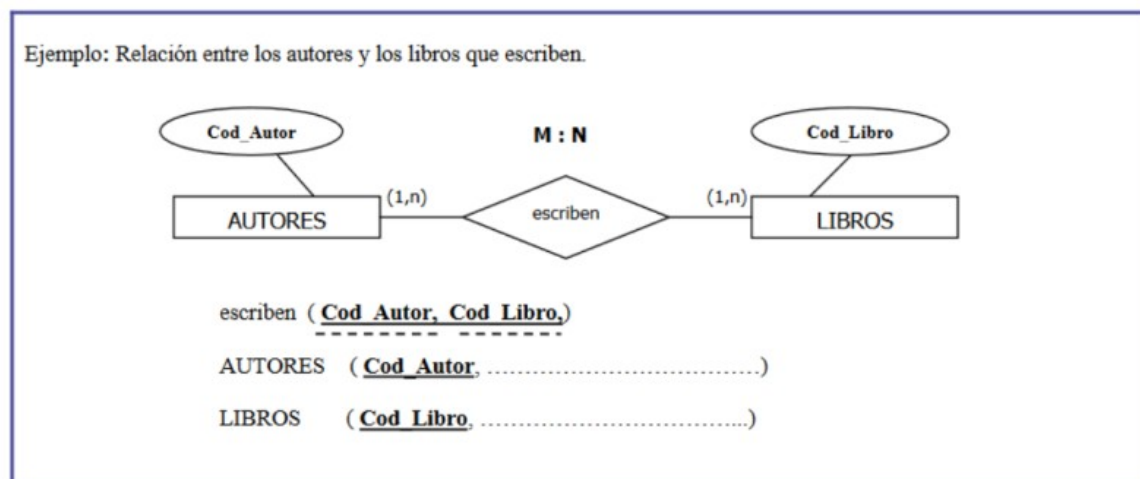 Ejemplo: Relación entre los autores y los libros que escriben.
Cod_Autor
M : N
Cod_Libro
(1,n)
(1,n)
AUTORES
escriben
LIBROS
escriben ( Cod_Autor, Cod_Libro,)
AUTORES ( Cod_Autor, ....................................)
LIBROS ( Cod_Libro, ...................................)